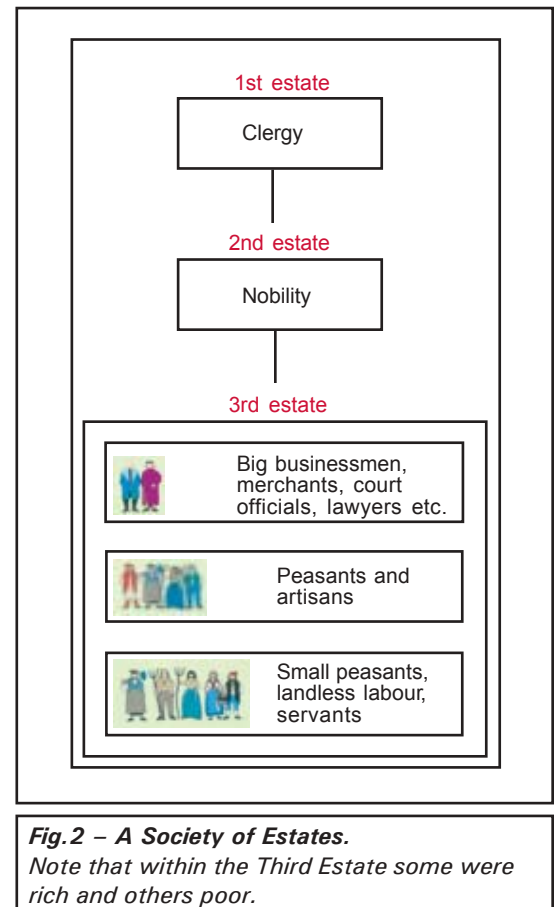 1st estate
Clergy
2nd estate
Nobility
3rd estate
Big businessmen,
merchants, court
officials, lawyers etc.
Peasants and
artisans
Small peasants,
landless labour,
servants
Fig.2 – A Society of Estates.
Note that within the Third Estate some were
rich and others poor.